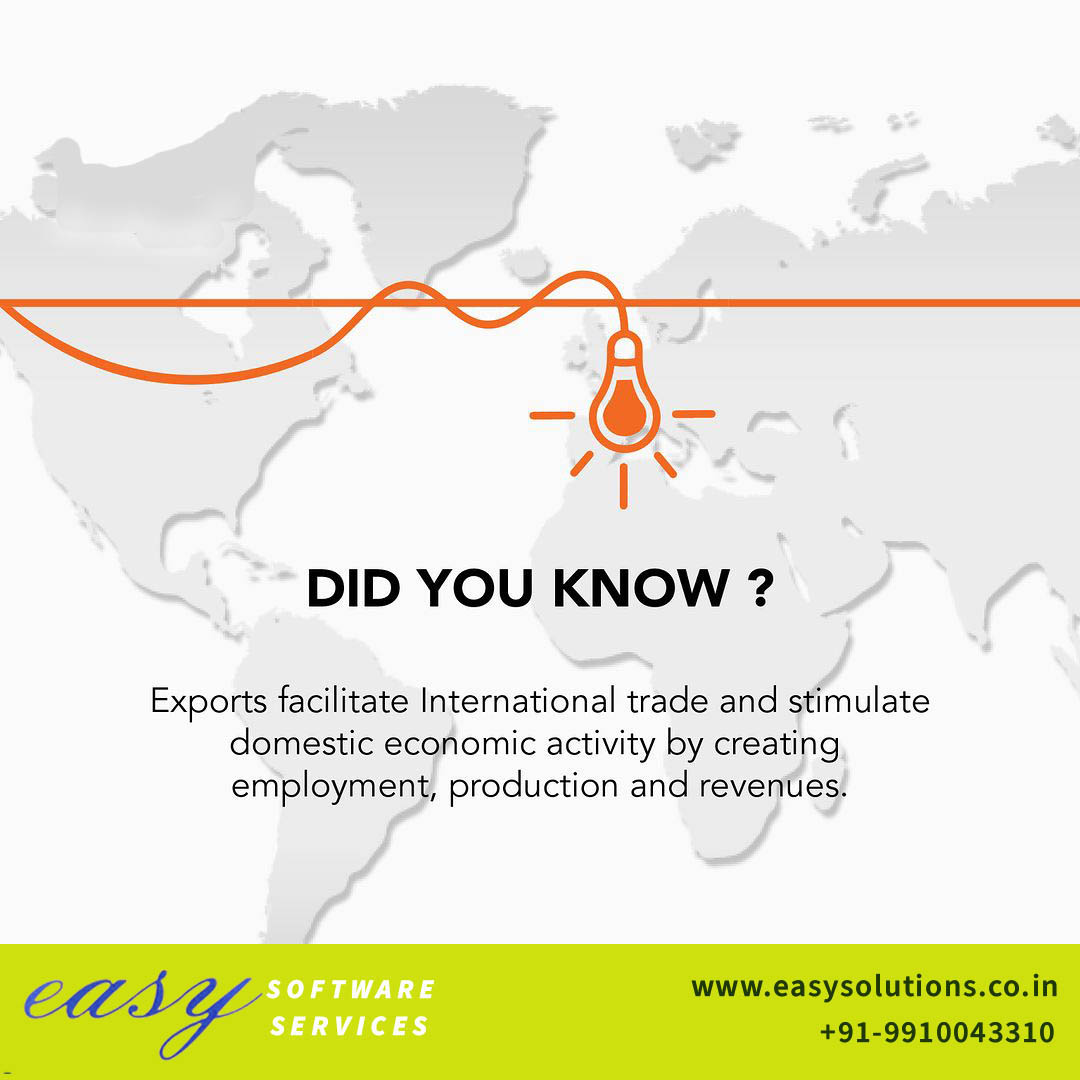 DID YOU KNOW ?
Exports facilitate International trade and stimulate
domestic economic activity by creating
employment, production and revenues.
easy SOFTWARE
SERVICES
www.easysolutions.co.in
+91-9910043310